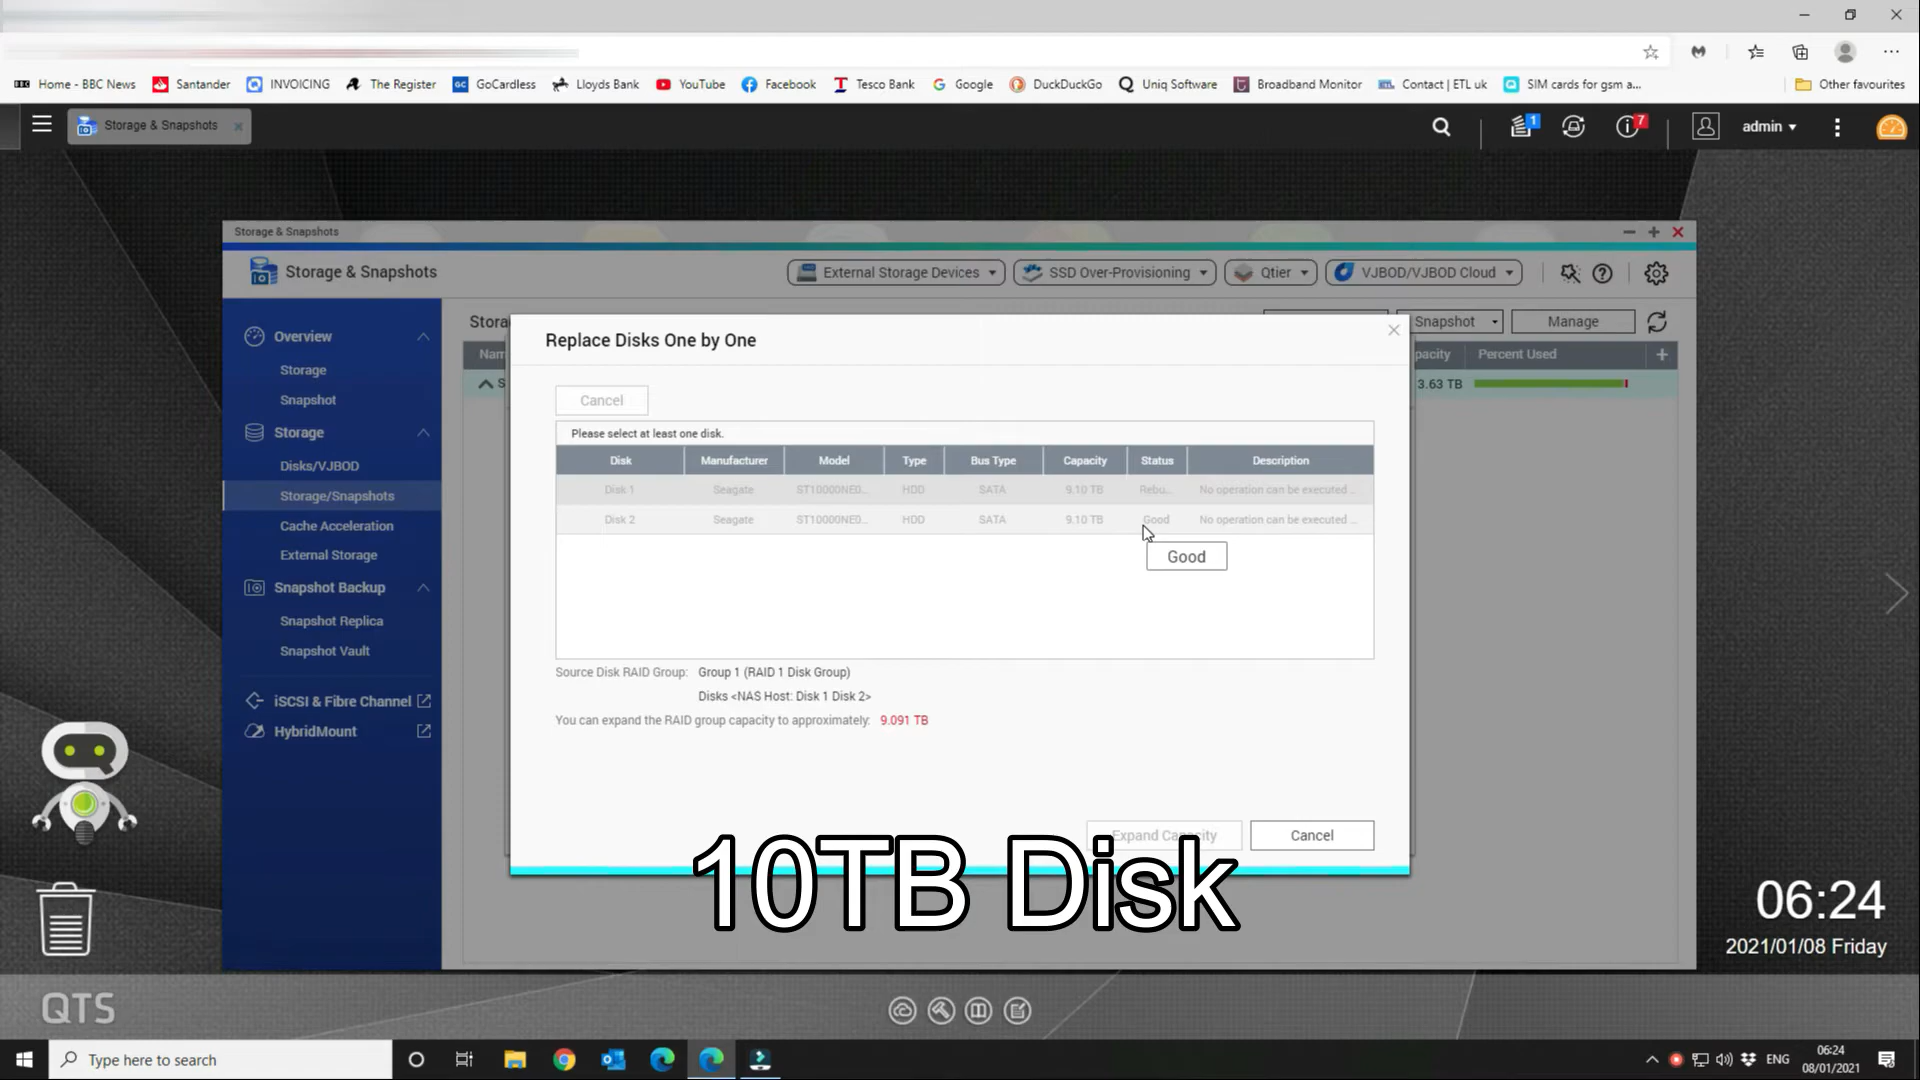 Home - BBC News
Santander
INVOICING
The Register
GoCardless
Lloyds Bank
YouTube
Facebook
Tesco Bank
Google
DuckDuckGo
Uniq Software
Broadband Monitor
Contact | ETL uk
SIM cards for gsm a...
Other favourites
Storage & Snapshots
1
7
admin
Storage & Snapshots
Storage & Snapshots
External Storage Devices
SSD Over-Provisioning
Qtier
VJBOD/VJBOD Cloud
Overview
Storage
Snapshot
Storage
Disks/VJBOD
Storage/Snapshots
Cache Acceleration
External Storage
Snapshot Backup
Snapshot Replica
Snapshot Vault
iSCSI & Fibre Channel
HybridMount
Snapshot
Manage
Percent Used
3.63 TB
Replace Disks One by One
Cancel
Please select at least one disk.
Disk Manufacturer Model Type Bus Type Capacity Status Description
Disk 1 Seagate ST10000NE0... HDD SATA 9.10 TB Rebu... No operation can be executed ...
Disk 2 Seagate ST10000NE0... HDD SATA 9.10 TB Good No operation can be executed ...
Good
Source Disk RAID Group: Group 1 (RAID 1 Disk Group)
Disks <NAS Host: Disk 1 Disk 2>
You can expand the RAID group capacity to approximately: 9.091 TB
Expand Capacity
Cancel
10TB Disk
06:24
2021/01/08 Friday
QTS
Type here to search
ENG
06:24
08/01/2021